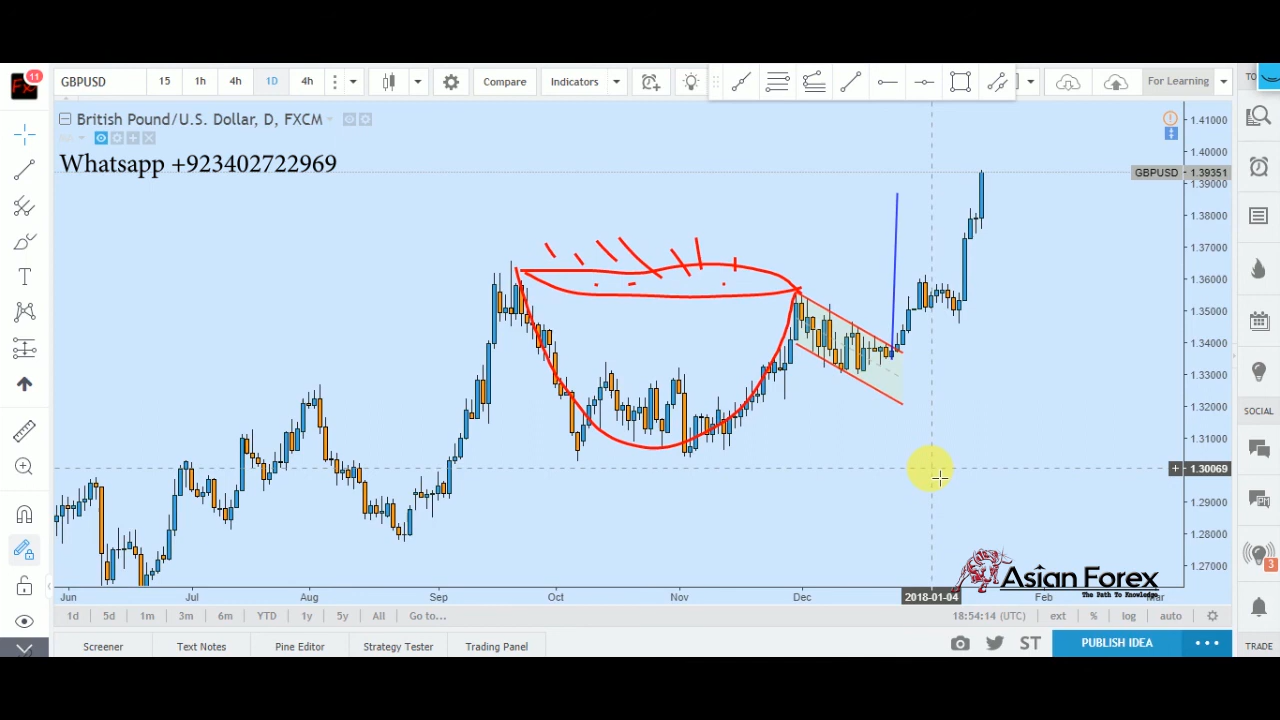 11
GBPUSD
15
1h
4h
1D
4h
Compare
Indicators
For Learning
British Pound/U.S. Dollar, D, FXCM
Whatsapp +923402722969
1.41000
1.40000
GBPUSD 1.39351
1.39000
1.38000
1.37000
1.36000
1.35000
1.34000
1.33000
1.32000
1.31000
+ 1.30069
1.29000
1.28000
1.27000
SOCIAL
3
TRADE
Asian Forex
The Path To Knowledge
Jun Jul Aug Sep Oct Nov Dec 2018-01-04 Feb Mar
1d 5d 1m 3m 6m YTD 1y 5y All Go to... 18:54:14 (UTC) ext % log auto
Screener Text Notes Pine Editor Strategy Tester Trading Panel ST PUBLISH IDEA